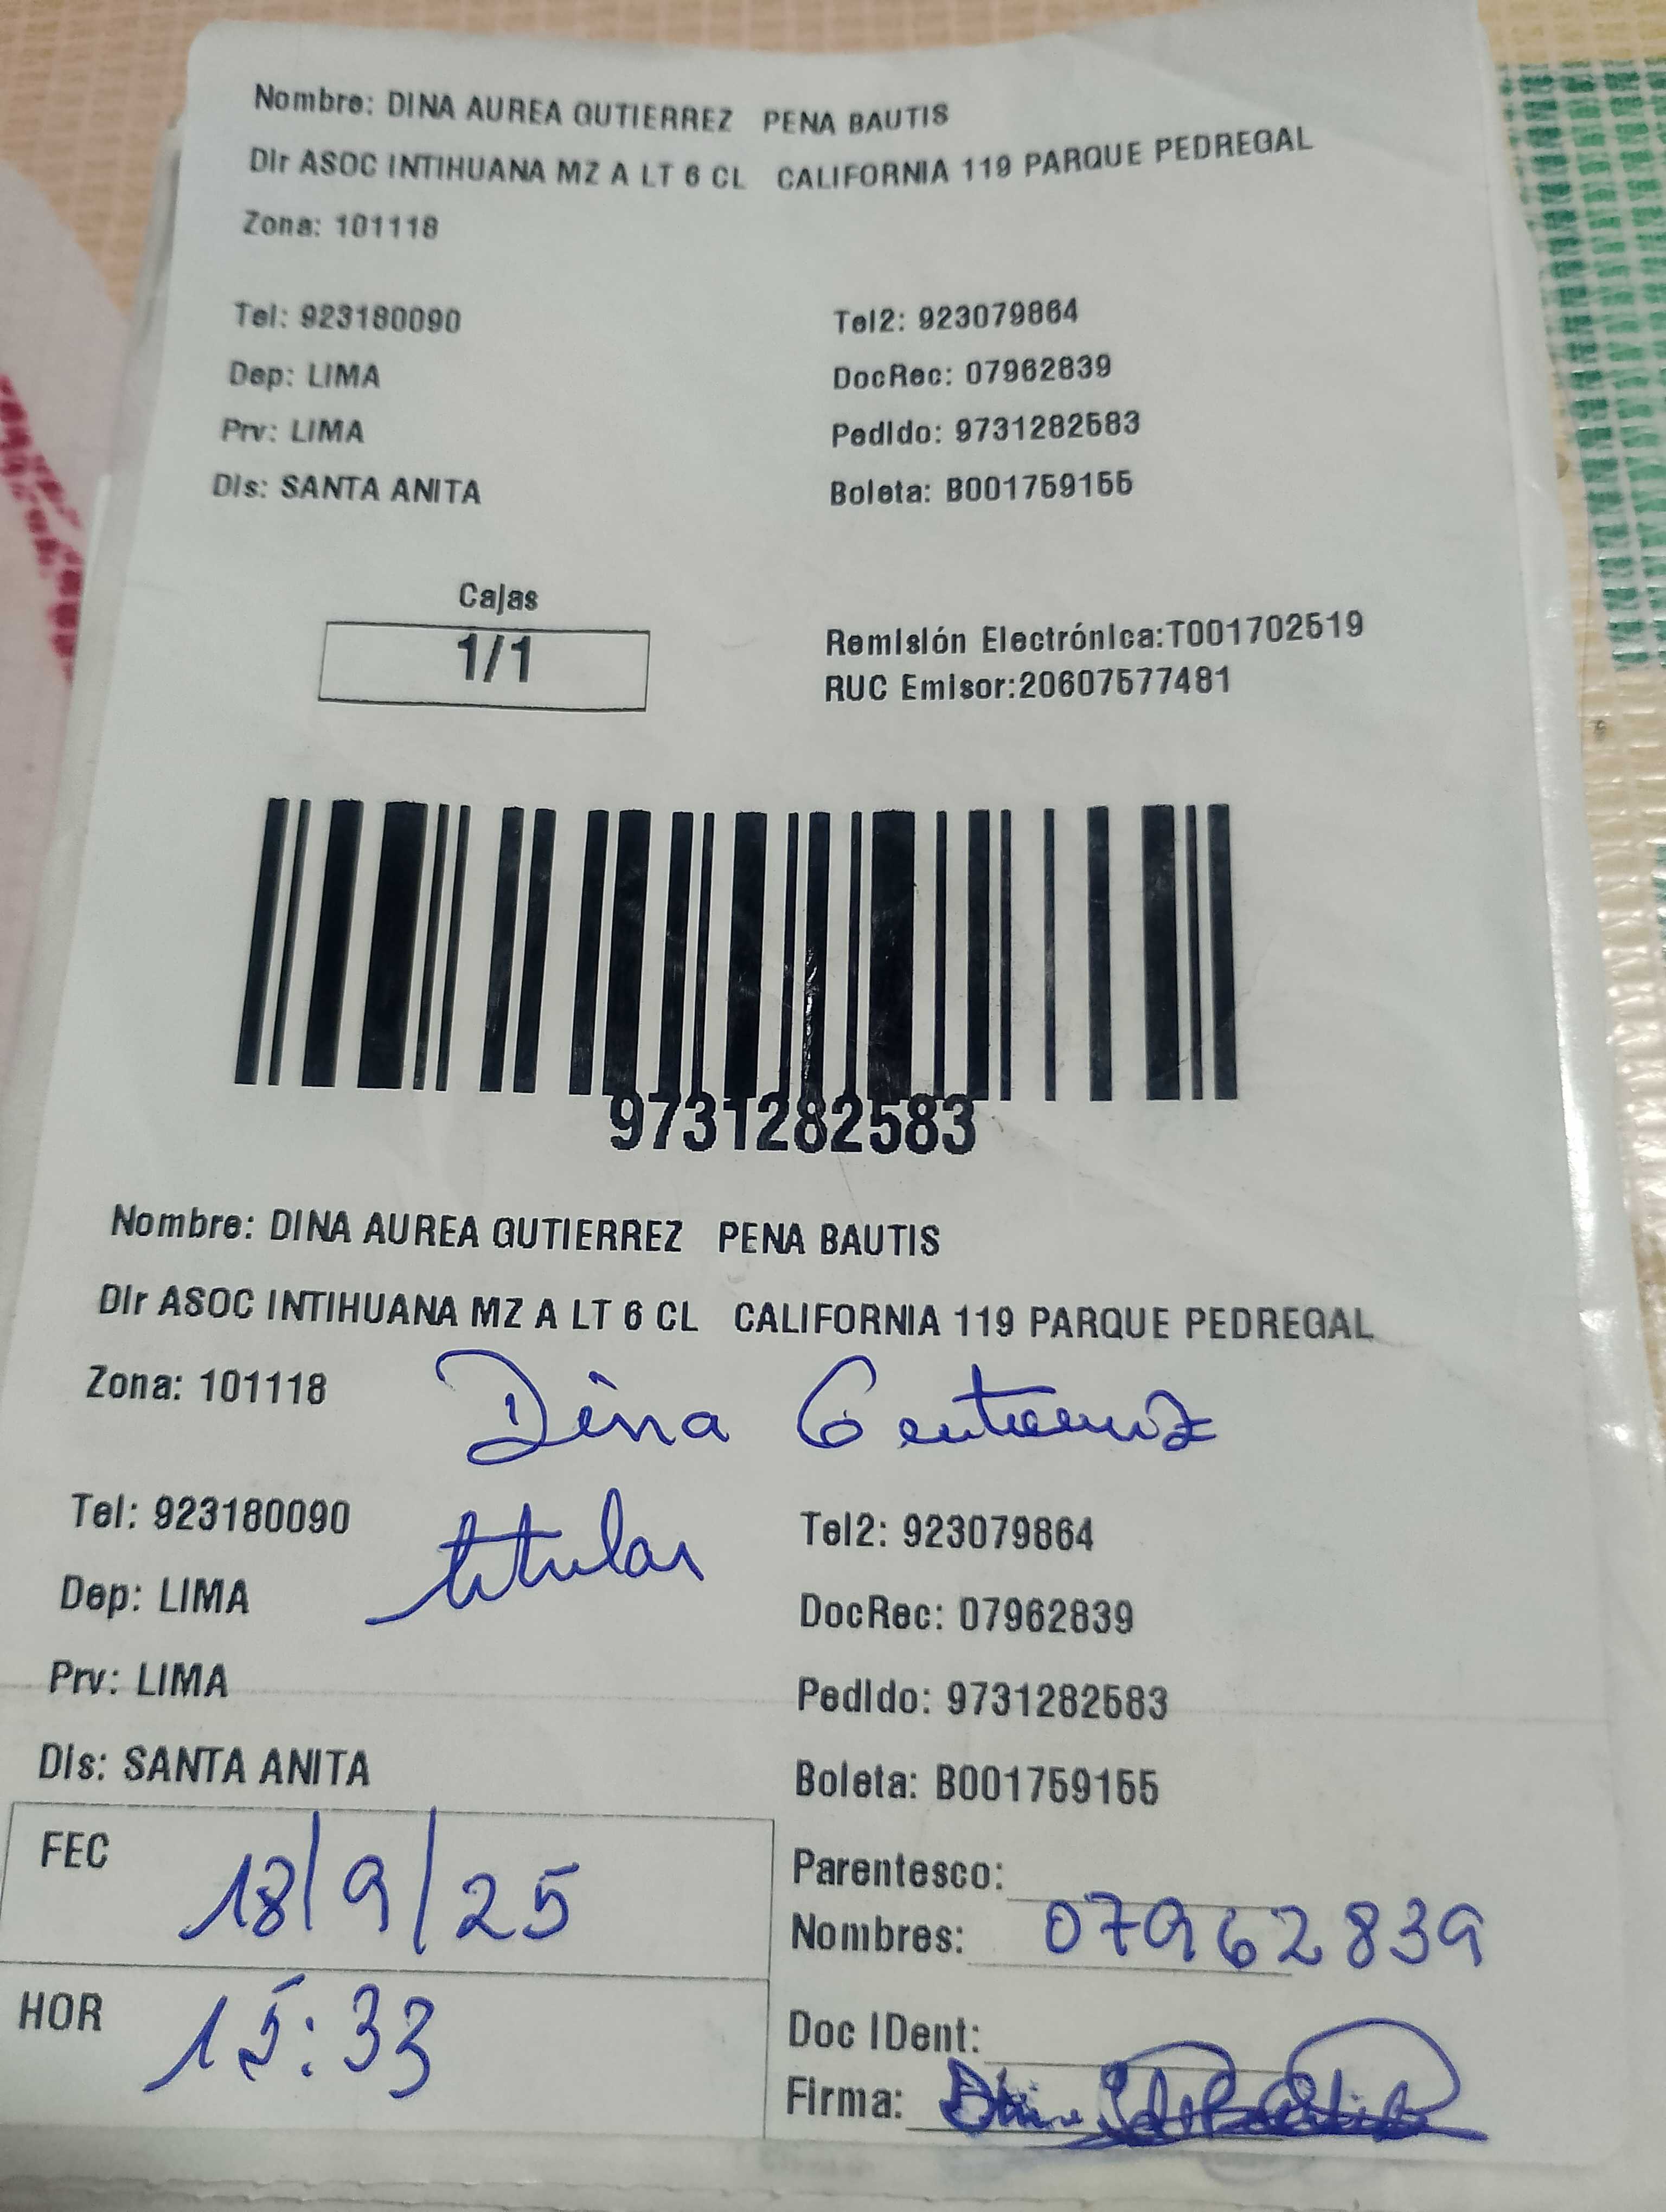 Nombre: DINA AUREA GUTIERREZ PENA BAUTIS
Dir ASOC INTIHUANA MZ A LT 6 CL CALIFORNIA 119 PARQUE PEDREGAL
Zona: 101118
Tel: 923180090 Tel2: 923079864
Dep: LIMA DocRec: 07962839
Prv: LIMA Pedido: 9731282583
Dis: SANTA ANITA Boleta: B001759155
Cajas
1/1
Remisión Electrónica:T001702519
RUC Emisor:20607577481
9731282583
Nombre: DINA AUREA GUTIERREZ PENA BAUTIS
Dir ASOC INTIHUANA MZ A LT 6 CL CALIFORNIA 119 PARQUE PEDREGAL
Zona: 101118 Dina Gutierrez
Tel: 923180090 titular Tel2: 923079864
Dep: LIMA DocRec: 07962839
Prv: LIMA Pedido: 9731282583
Dis: SANTA ANITA Boleta: B001759155
FEC 18/9/25
Parentesco:
Nombres: 07962839
HOR 15:33
Doc IDent:
Firma: